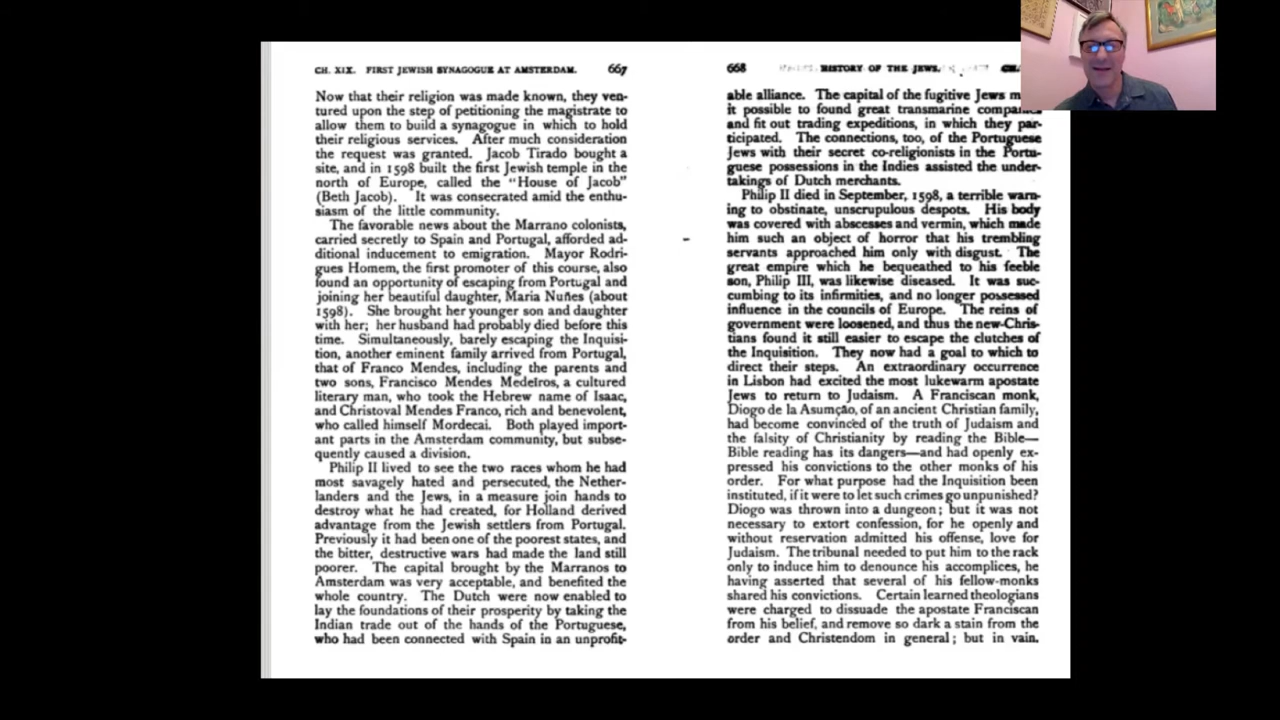 CH. XIX. FIRST JEWISH SYNAGOGUE AT AMSTERDAM. 667
Now that their religion was made known, they ven-
tured upon the step of petitioning the magistrate to
allow them to build a synagogue in which to hold
their religious services. After much consideration
the request was granted. Jacob Tirado bought a
site, and in 1598 built the first Jewish temple in the
north of Europe, called the "House of Jacob"
(Beth Jacob). It was consecrated amid the enthu-
siasm of the little community.
The favorable news about the Marrano colonists,
carried secretly to Spain and Portugal, afforded ad-
ditional inducement to emigration. Mayor Rodri-
gues Homem, the first promoter of this course, also
found an opportunity of escaping from Portugal and
joining her beautiful daughter, Maria Nuñes (about
1598). She brought her younger son and daughter
with her; her husband had probably died before this
time. Simultaneously, barely escaping the Inquisi-
tion, another eminent family arrived from Portugal,
that of Franco Mendes, including the parents and
two sons, Francisco Mendes Medeïros, a cultured
literary man, who took the Hebrew name of Isaac,
and Christoval Mendes Franco, rich and benevolent,
who called himself Mordecai. Both played import-
ant parts in the Amsterdam community, but subse-
quently caused a division.
Philip II lived to see the two races whom he had
most savagely hated and persecuted, the Nether-
landers and the Jews, in a measure join hands to
destroy what he had created, for Holland derived
advantage from the Jewish settlers from Portugal.
Previously it had been one of the poorest states, and
the bitter, destructive wars had made the land still
poorer. The capital brought by the Marranos to
Amsterdam was very acceptable, and benefited the
whole country. The Dutch were now enabled to
lay the foundations of their prosperity by taking the
Indian trade out of the hands of the Portuguese,
who had been connected with Spain in an unprofit-
668 HISTORY OF THE JEWS.
able alliance. The capital of the fugitive Jews
it possible to found great transmarine companies
and fit out trading expeditions, in which they par-
ticipated. The connections, too, of the Portuguese
Jews with their secret co-religionists in the Portu-
guese possessions in the Indies assisted the under-
takings of Dutch merchants.
Philip II died in September, 1598, a terrible warn-
ing to obstinate, unscrupulous despots. His body
was covered with abscesses and vermin, which made
him such an object of horror that his trembling
servants approached him only with disgust. The
great empire which he bequeathed to his feeble
son, Philip III, was likewise diseased. It was suc-
cumbing to its infirmities, and no longer possessed
influence in the councils of Europe. The reins of
government were loosened, and thus the new-Chris-
tians found it still easier to escape the clutches of
the Inquisition. They now had a goal to which to
direct their steps. An extraordinary occurrence
in Lisbon had excited the most lukewarm apostate
Jews to return to Judaism. A Franciscan monk,
Diogo de la Asumção, of an ancient Christian family,
had become convinced of the truth of Judaism and
the falsity of Christianity by reading the Bible—
Bible reading has its dangers—and had openly ex-
pressed his convictions to the other monks of his
order. For what purpose had the Inquisition been
instituted, if it were to let such crimes go unpunished?
Diogo was thrown into a dungeon; but it was not
necessary to extort confession, for he openly and
without reservation admitted his offense, love for
Judaism. The tribunal needed to put him to the rack
only to induce him to denounce his accomplices, he
having asserted that several of his fellow-monks
shared his convictions. Certain learned theologians
were charged to dissuade the apostate Franciscan
from his belief, and remove so dark a stain from the
order and Christendom in general; but in vain.